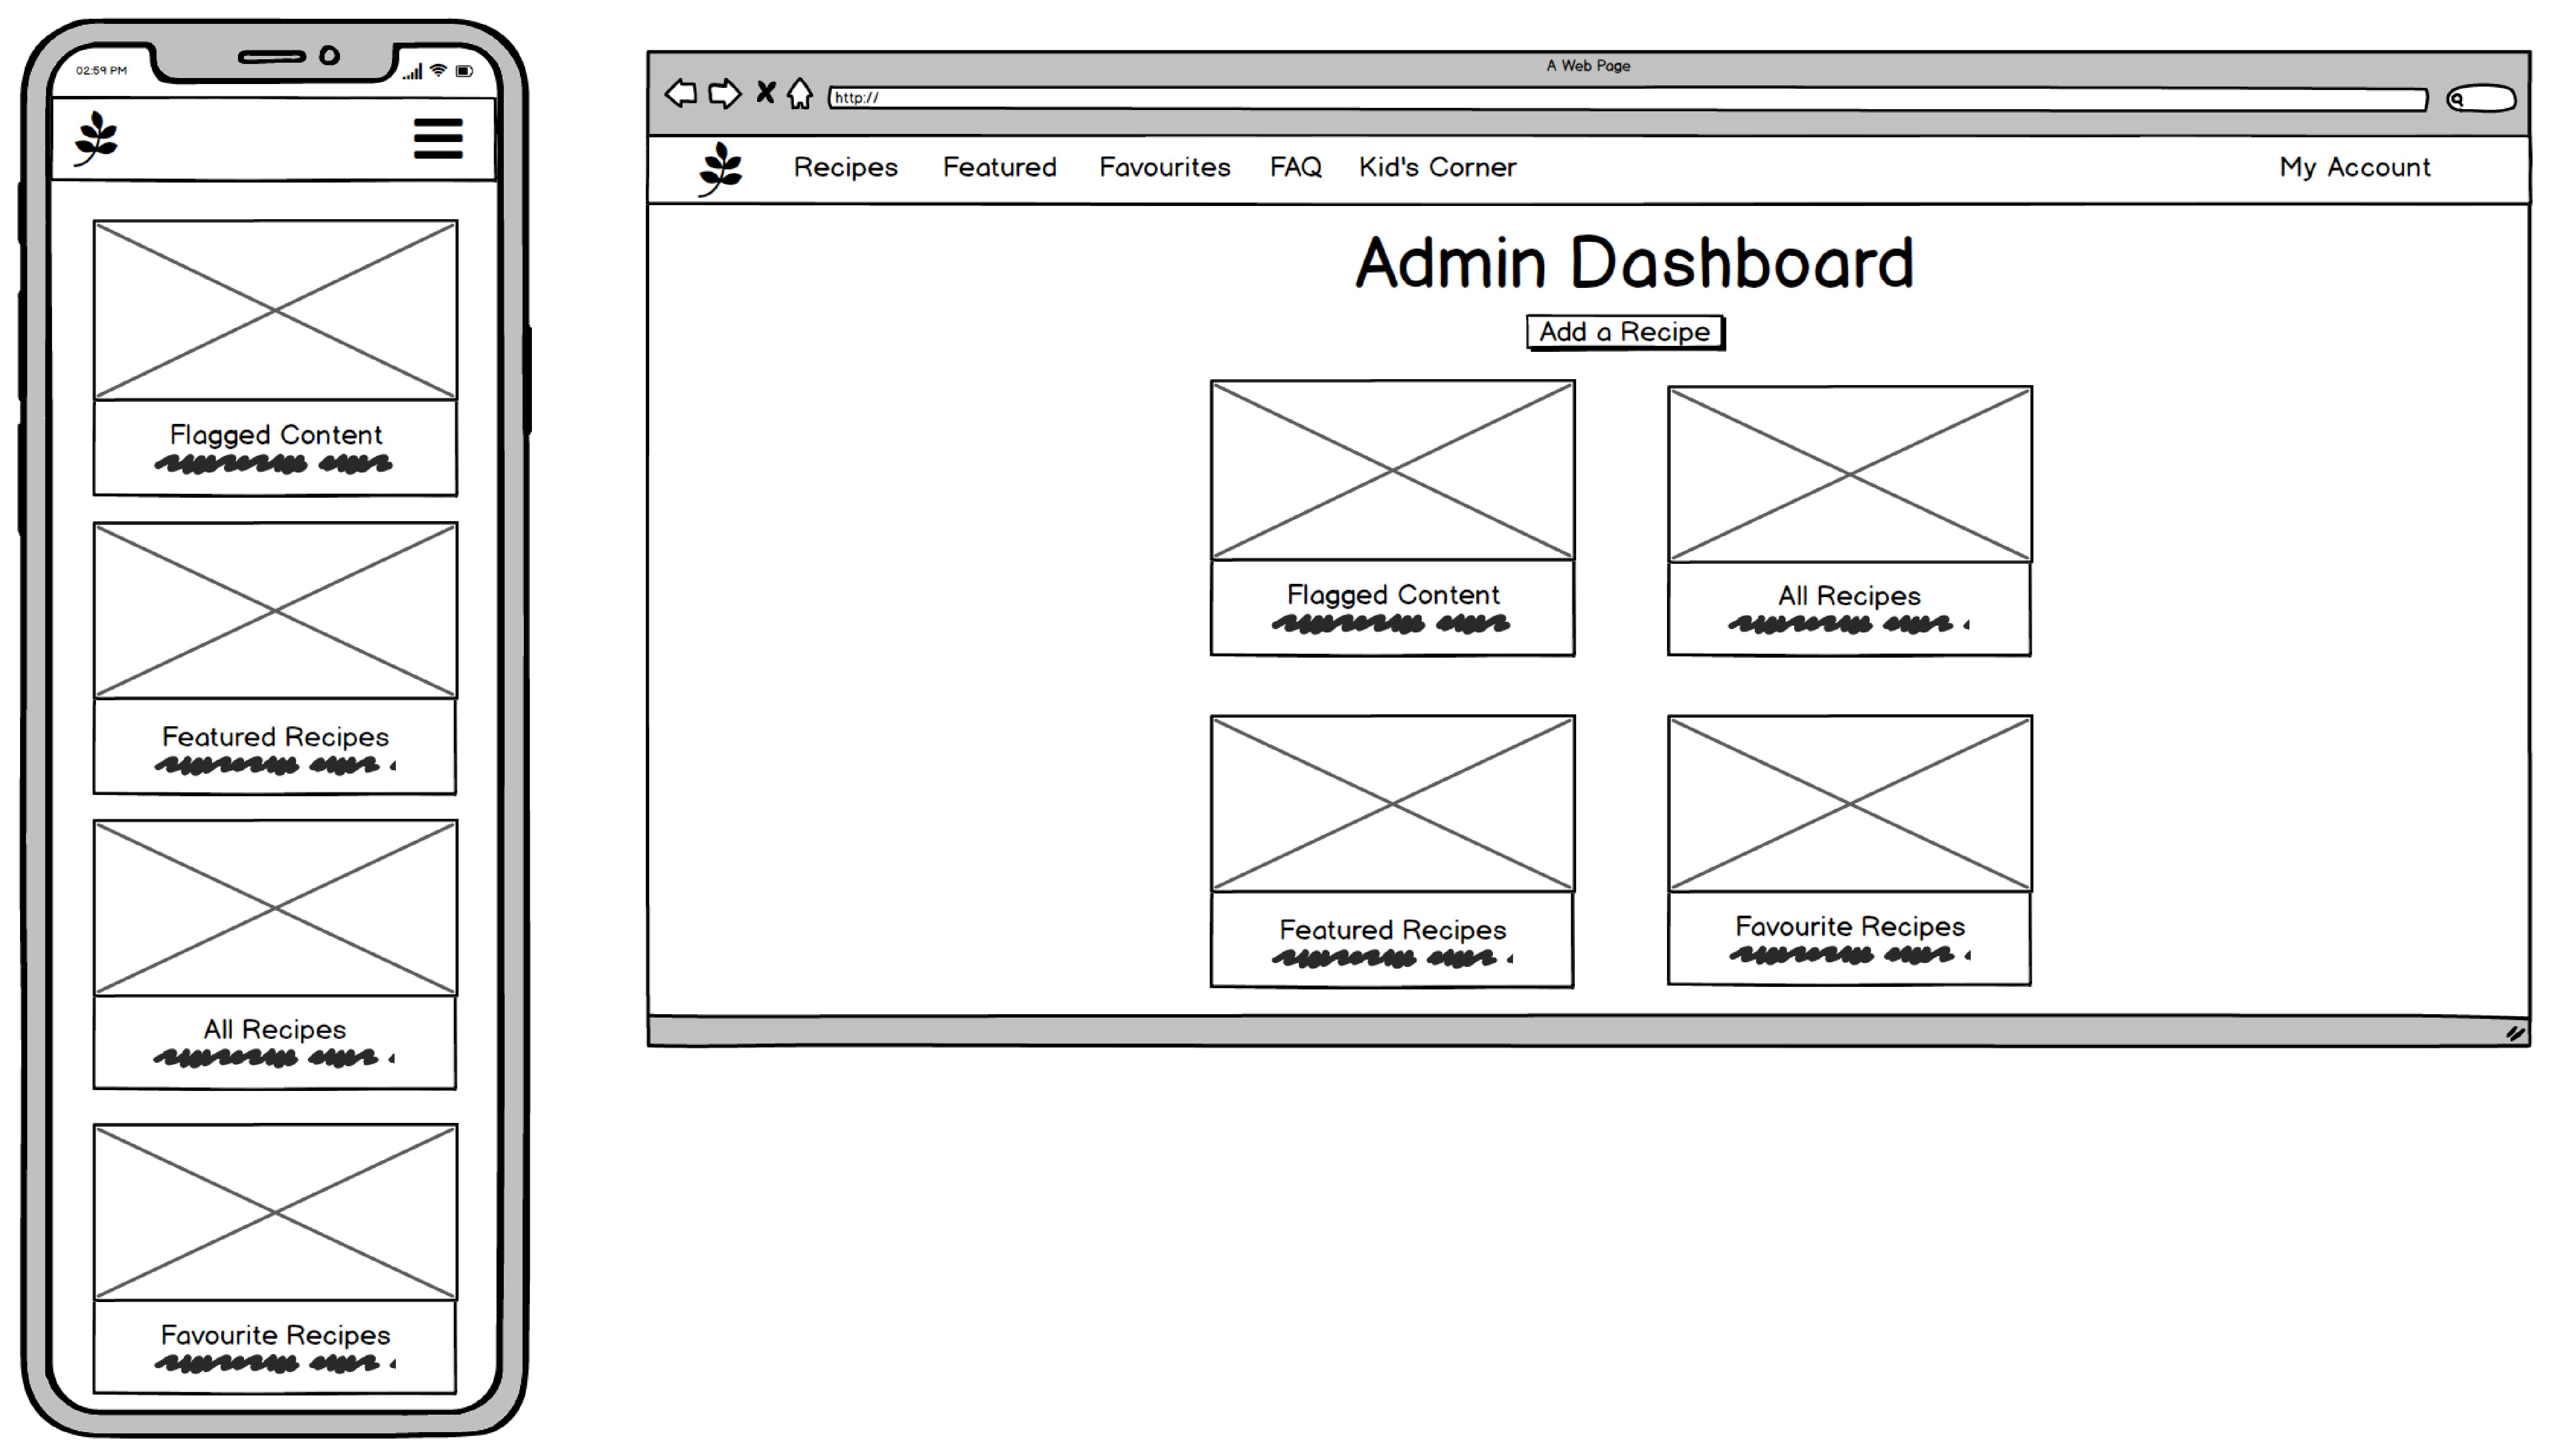 02:59 PM
Flagged Content
Featured Recipes
All Recipes
Favourite Recipes
A Web Page
http://
Recipes Featured Favourites FAQ Kid's Corner My Account
Admin Dashboard
Add a Recipe
Flagged Content All Recipes
Featured Recipes Favourite Recipes